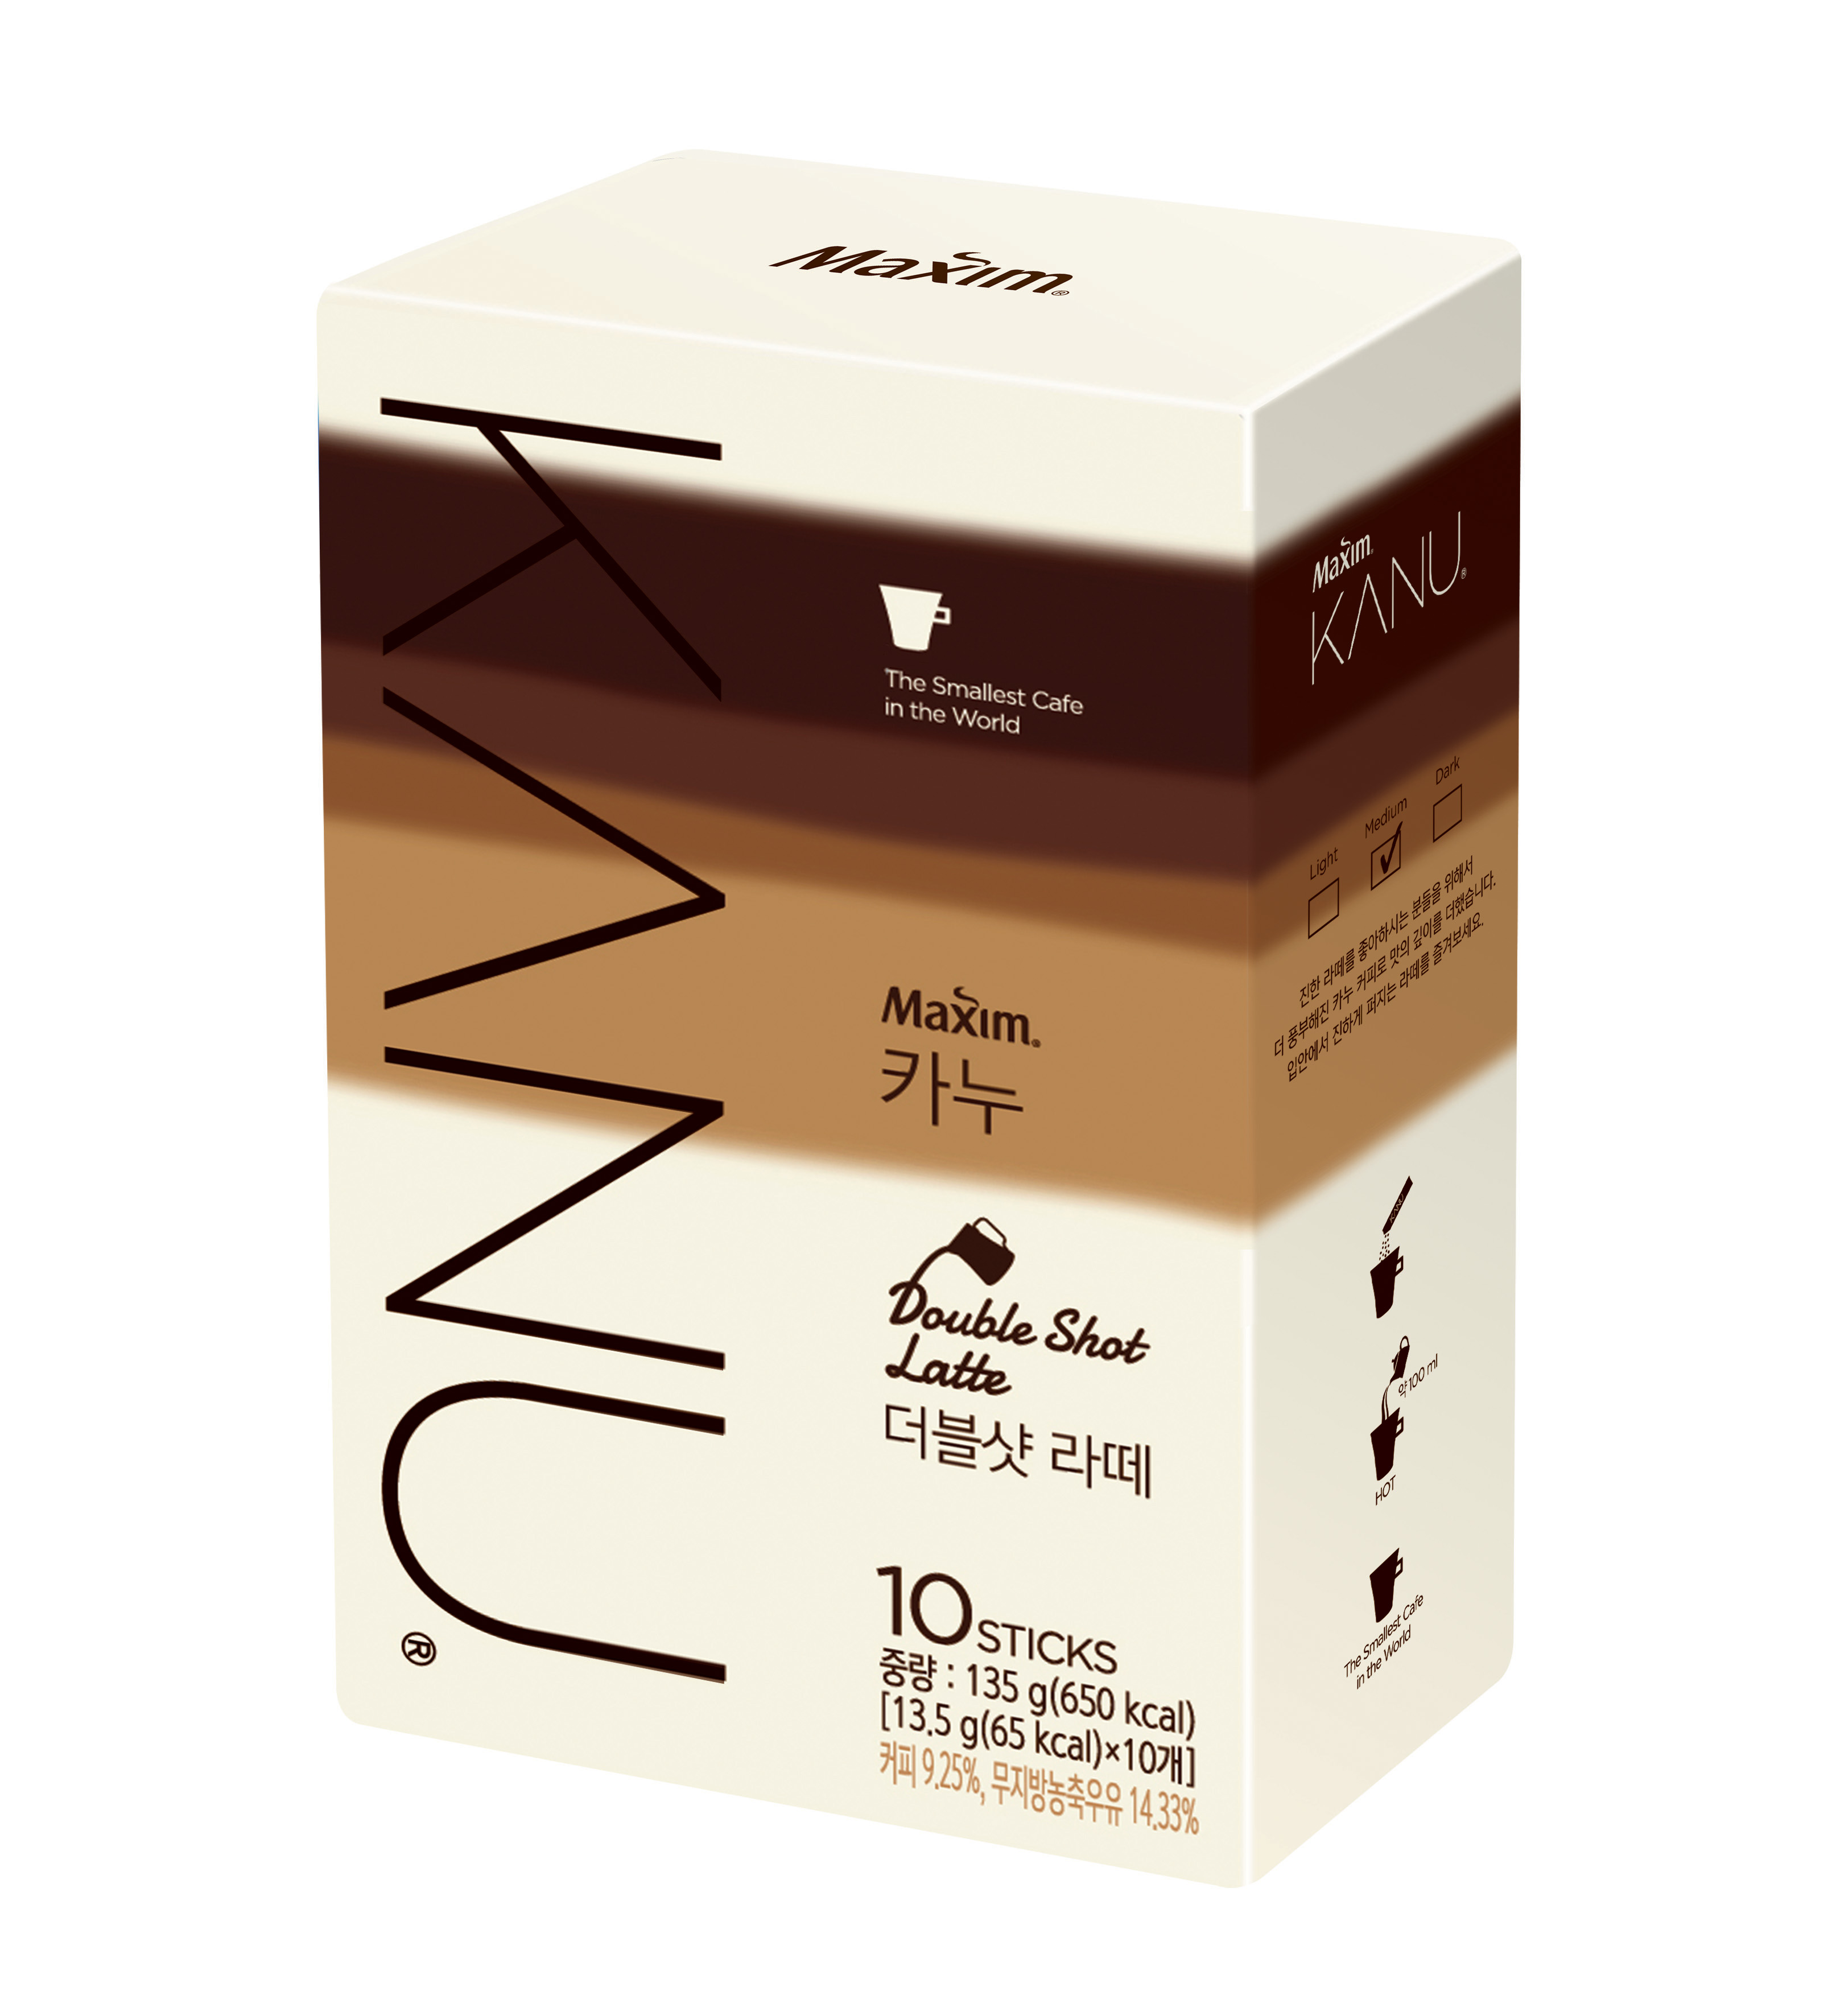 Maxim®
KANU®
The Smallest Cafe
in the World
Maxim®
카누
Double Shot
Latte
더블샷 라떼
10 STICKS
중량 : 135 g(650 kcal)
[13.5 g(65 kcal)×10개]
커피 9.25%, 무지방농축우유 14.33%
Maxim
KANU®
Light
Medium
Dark
진한 라떼를 좋아하시는 분들을 위해서
더 풍부해진 카누 커피로 맛의 깊이를 더했습니다.
입안에서 진하게 퍼지는 라떼를 즐겨보세요.
약 100 ml
HOT
The Smallest Cafe
in the World